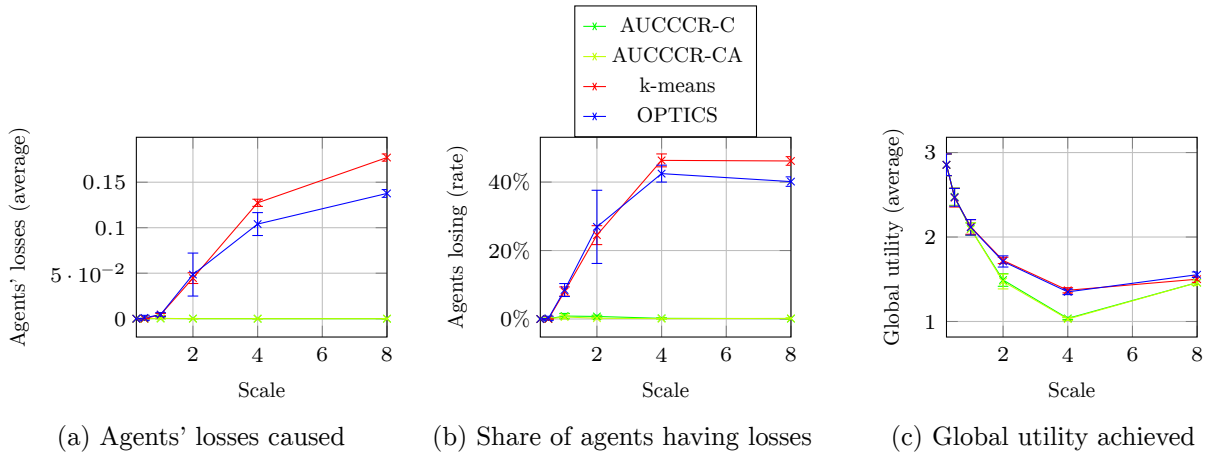 AUCCCR-C
AUCCCR-CA
k-means
OPTICS
Agents' losses (average)
0.15
0.1
5 · 10⁻²
0
2 4 6 8
Scale
(a) Agents' losses caused
Agents losing (rate)
40%
20%
0%
2 4 6 8
Scale
(b) Share of agents having losses
Global utility (average)
3
2
1
2 4 6 8
Scale
(c) Global utility achieved